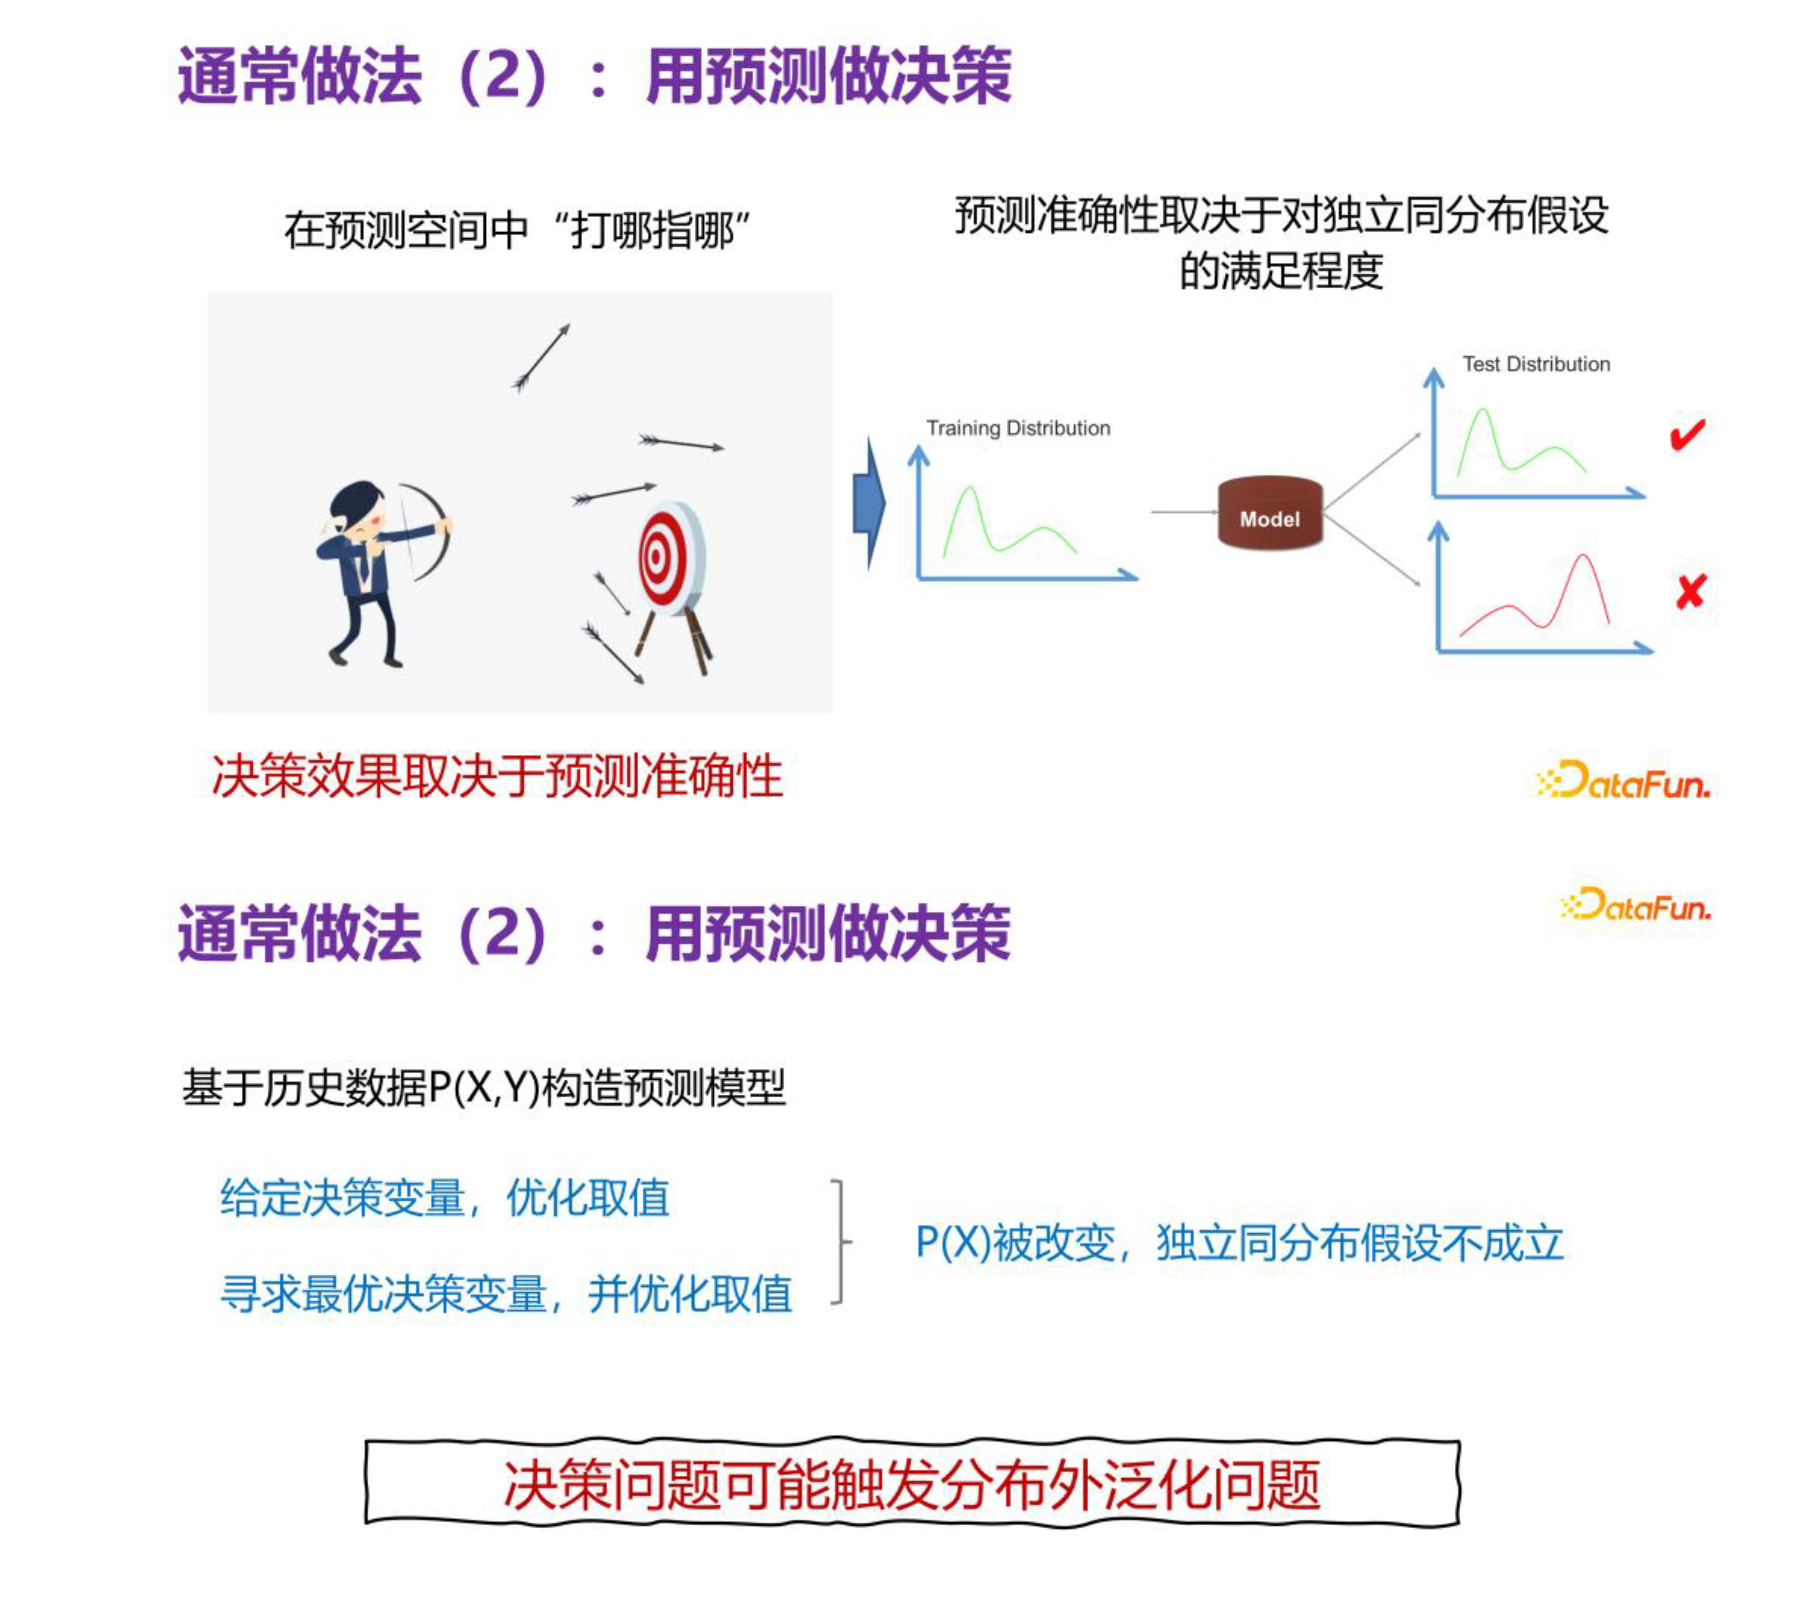 通常做法（2）：用预测做决策
在预测空间中“打哪指哪”
预测准确性取决于对独立同分布假设
的满足程度
Training Distribution
Model
Test Distribution
决策效果取决于预测准确性
DataFun.
DataFun.
通常做法（2）：用预测做决策
基于历史数据P(X,Y)构造预测模型
给定决策变量，优化取值
寻求最优决策变量，并优化取值
P(X)被改变，独立同分布假设不成立
决策问题可能触发分布外泛化问题